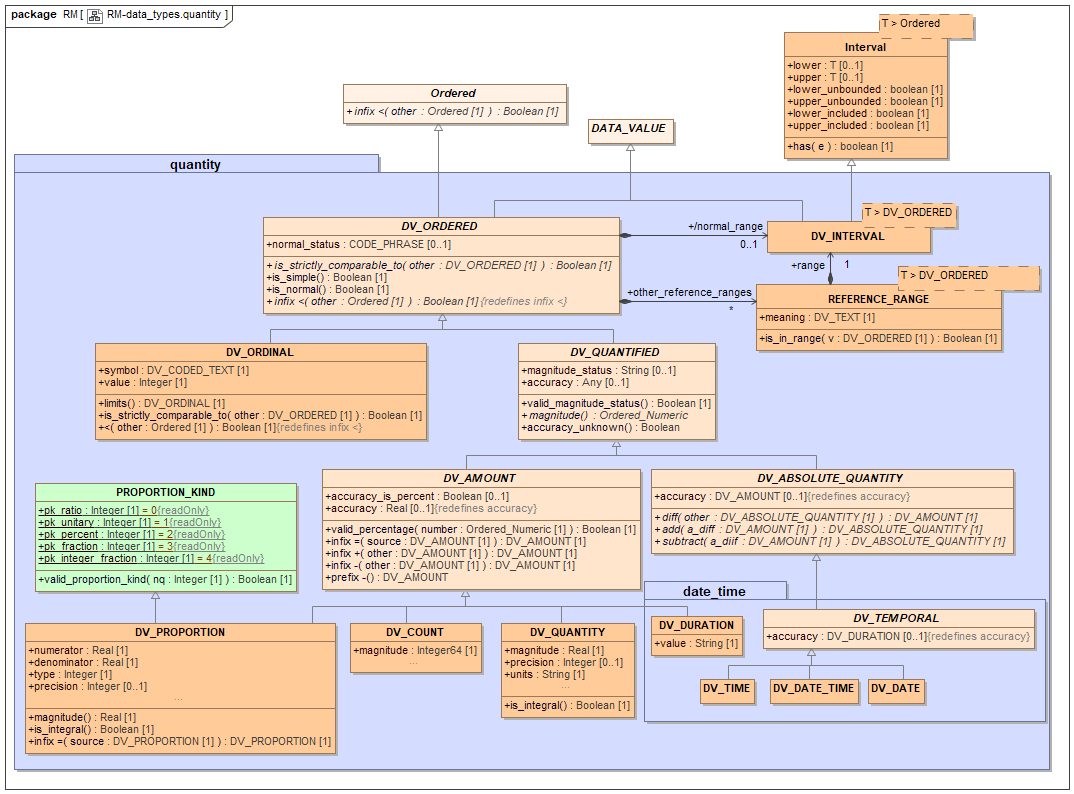 package RM [ RM-data_types.quantity ]
T > Ordered
Interval
+lower : T [0..1]
+upper : T [0..1]
+lower_unbounded : boolean [1]
+upper_unbounded : boolean [1]
+lower_included : boolean [1]
+upper_included : boolean [1]
+has( e ) : boolean [1]
Ordered
+ infix <( other : Ordered [1] ) : Boolean [1]
DATA_VALUE
quantity
DV_ORDERED
+normal_status : CODE_PHRASE [0..1]
+ is_strictly_comparable_to( other : DV_ORDERED [1] ) : Boolean [1]
+is_simple() : Boolean [1]
+is_normal() : Boolean [1]
+ infix <( other : Ordered [1] ) : Boolean [1]{redefines infix <}
+/normal_range
0..1
T > DV_ORDERED
DV_INTERVAL
+range
1
+other_reference_ranges
*
T > DV_ORDERED
REFERENCE_RANGE
+meaning : DV_TEXT [1]
+is_in_range( v : DV_ORDERED [1] ) : Boolean [1]
DV_ORDINAL
+symbol : DV_CODED_TEXT [1]
+value : Integer [1]
+limits() : DV_ORDINAL [1]
+is_strictly_comparable_to( other : DV_ORDERED [1] ) : Boolean [1]
+<( other : Ordered [1] ) : Boolean [1]{redefines infix <}
DV_QUANTIFIED
+magnitude_status : String [0..1]
+accuracy : Any [0..1]
+valid_magnitude_status() : Boolean [1]
+ magnitude() : Ordered_Numeric
+accuracy_unknown() : Boolean
PROPORTION_KIND
+pk_ratio : Integer [1] = 0{readOnly}
+pk_unitary : Integer [1] = 1{readOnly}
+pk_percent : Integer [1] = 2{readOnly}
+pk_fraction : Integer [1] = 3{readOnly}
+pk_integer_fraction : Integer [1] = 4{readOnly}
+valid_proportion_kind( nq : Integer [1] ) : Boolean [1]
DV_AMOUNT
+accuracy_is_percent : Boolean [0..1]
+accuracy : Real [0..1]{redefines accuracy}
+valid_percentage( number : Ordered_Numeric [1] ) : Boolean [1]
+infix =( source : DV_AMOUNT [1] ) : DV_AMOUNT [1]
+infix +( other : DV_AMOUNT [1] ) : DV_AMOUNT [1]
+infix -( other : DV_AMOUNT [1] ) : DV_AMOUNT [1]
+prefix -() : DV_AMOUNT
DV_ABSOLUTE_QUANTITY
+accuracy : DV_AMOUNT [0..1]{redefines accuracy}
+ diff( other : DV_ABSOLUTE_QUANTITY [1] ) : DV_AMOUNT [1]
+ add( a_diff : DV_AMOUNT [1] ) : DV_ABSOLUTE_QUANTITY [1]
+ subtract( a_diif : DV_AMOUNT [1] ) : DV_ABSOLUTE_QUANTITY [1]
DV_PROPORTION
+numerator : Real [1]
+denominator : Real [1]
+type : Integer [1]
+precision : Integer [0..1]
...
+magnitude() : Real [1]
+is_integral() : Boolean [1]
+infix =( source : DV_PROPORTION [1] ) : DV_PROPORTION [1]
DV_COUNT
+magnitude : Integer64 [1]
...
DV_QUANTITY
+magnitude : Real [1]
+precision : Integer [0..1]
+units : String [1]
...
+is_integral() : Boolean [1]
date_time
DV_DURATION
+value : String [1]
DV_TEMPORAL
+accuracy : DV_DURATION [0..1]{redefines accuracy}
DV_TIME
DV_DATE_TIME
DV_DATE